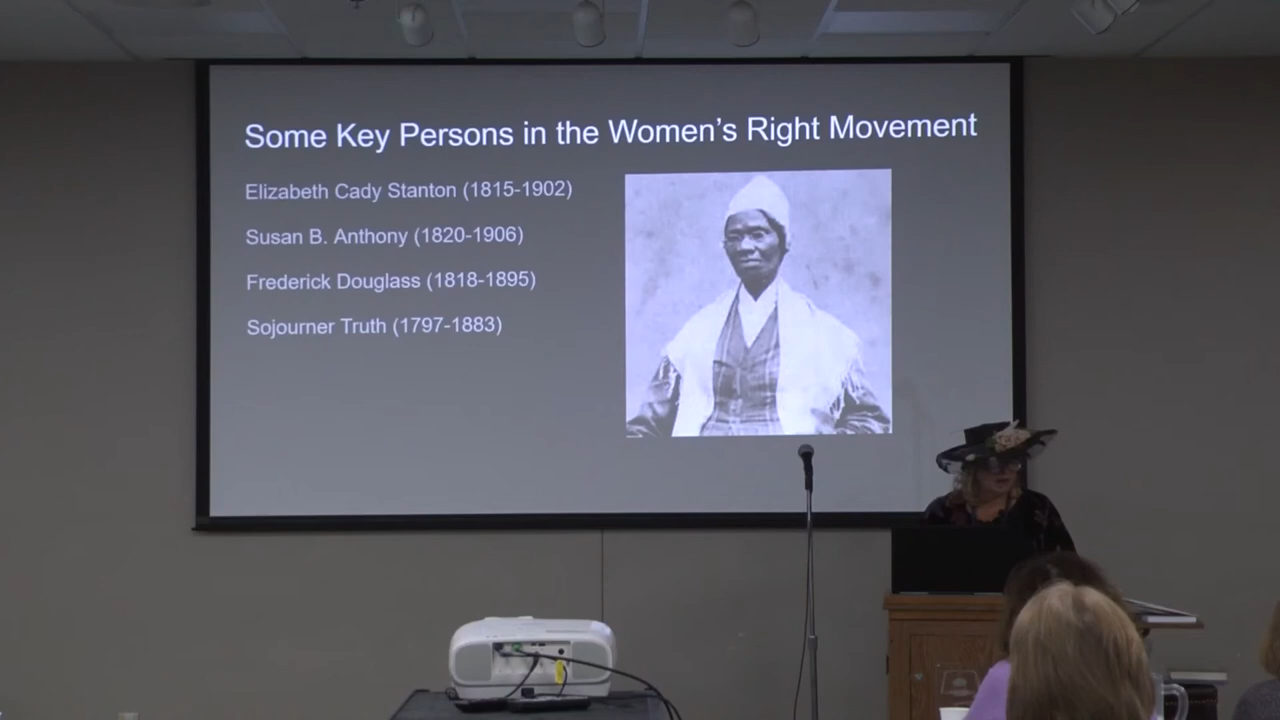 Some Key Persons in the Women's Right Movement
Elizabeth Cady Stanton (1815-1902)
Susan B. Anthony (1820-1906)
Frederick Douglass (1818-1895)
Sojourner Truth (1797-1883)